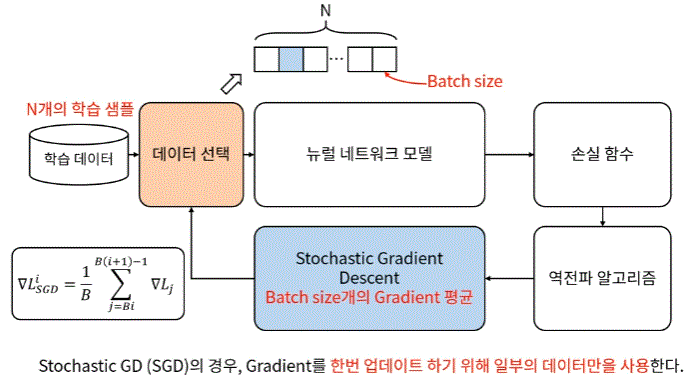 N
...
Batch size
N개의 학습 샘플
학습 데이터
데이터 선택
뉴럴 네트워크 모델
손실 함수
Stochastic Gradient
Descent
Batch size개의 Gradient 평균
역전파 알고리즘
∇L^i_{SGD} = \frac{1}{B} \sum_{j=Bi}^{B(i+1)-1} ∇L_j
Stochastic GD (SGD)의 경우, Gradient를 한번 업데이트 하기 위해 일부의 데이터만을 사용한다.